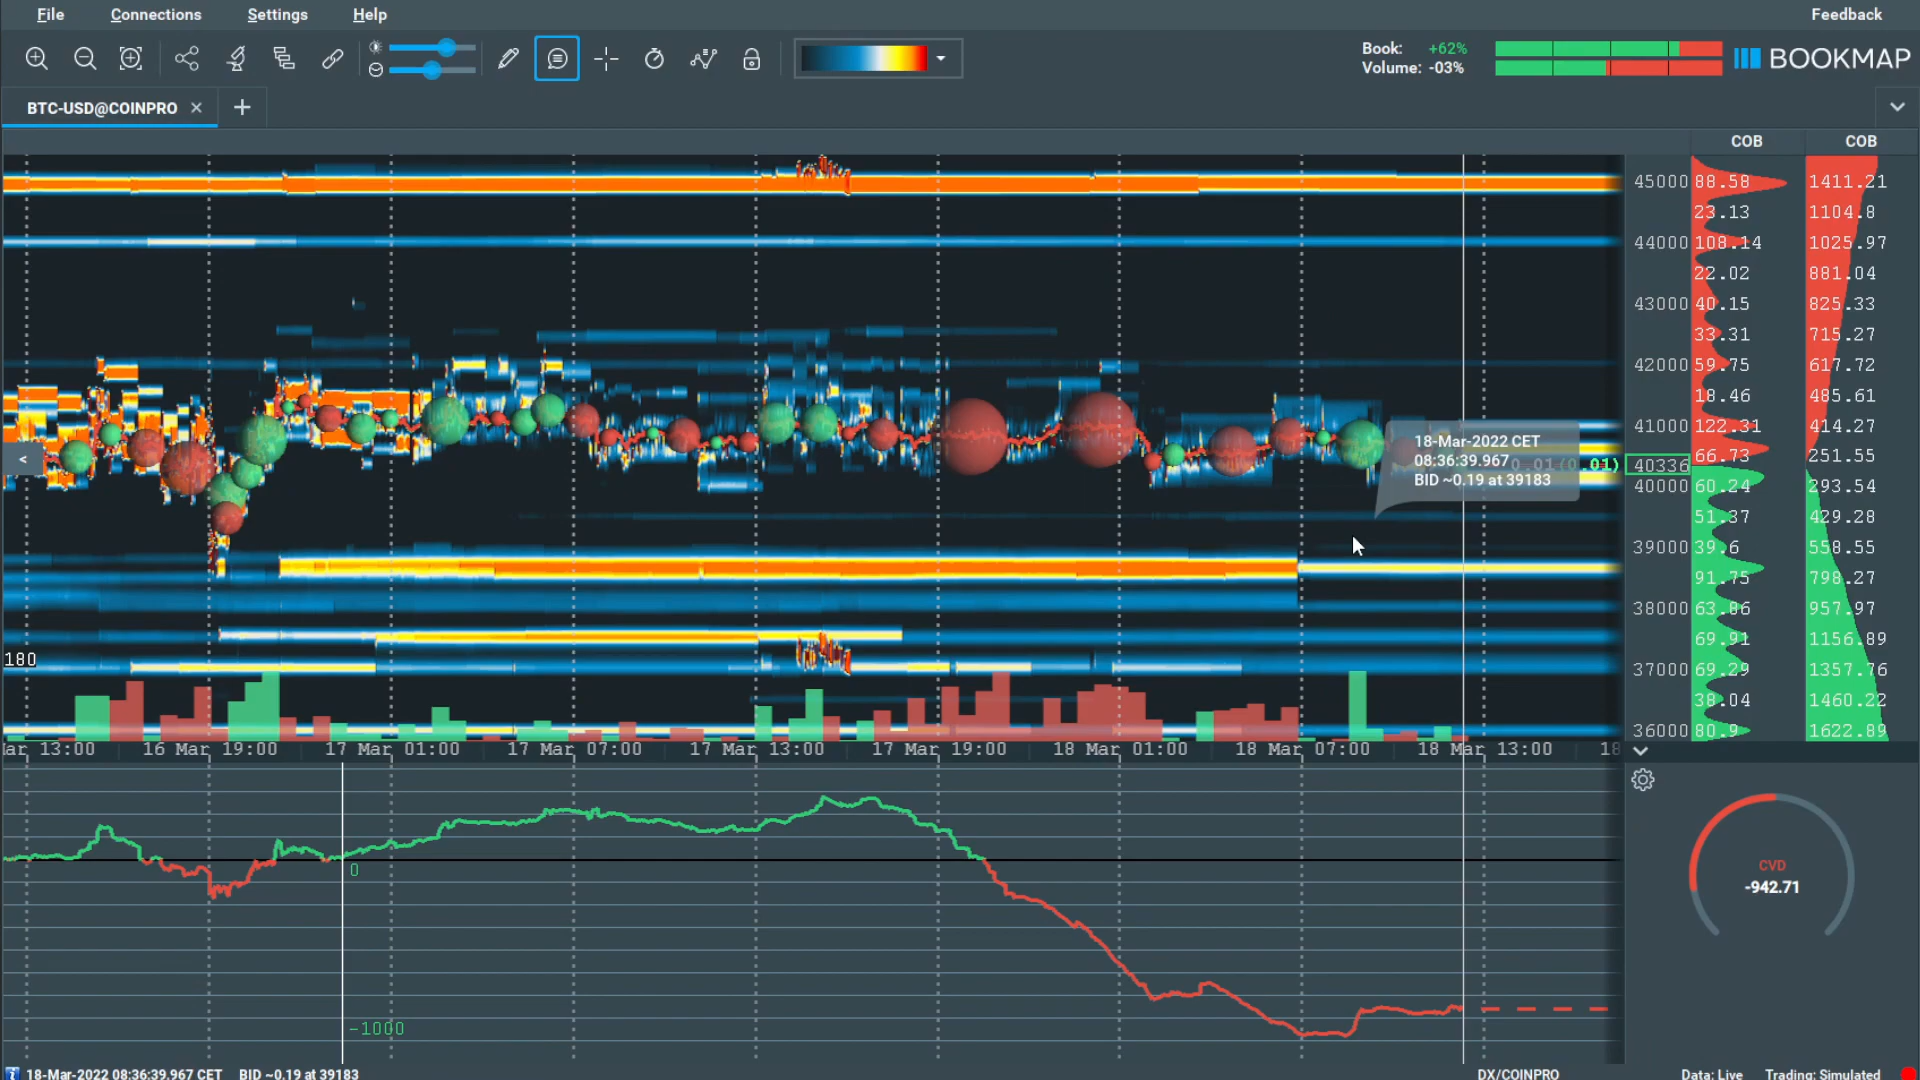 File Connections Settings Help Feedback
Book: +62%
Volume: -03%
BOOKMAP
BTC-USD@COINPRO
COB COB
45000 88.58 1411.21
23.13 1104.8
44000 108.14 1025.97
22.02 881.04
43000 40.15 825.33
33.31 715.27
42000 59.75 617.72
18.46 485.61
41000 122.31 414.27
66.73 251.55
40336
40000 60.24 293.54
51.37 429.28
39000 39.6 558.55
91.75 798.27
38000 63.86 957.97
69.91 1156.89
37000 69.29 1357.76
38.04 1460.22
36000 80.9 1622.89
18-Mar-2022 CET
08:36:39.967
BID ~0.19 at 39183
180
ar 13:00 16 Mar 19:00 17 Mar 01:00 17 Mar 07:00 17 Mar 13:00 17 Mar 19:00 18 Mar 01:00 18 Mar 07:00 18 Mar 13:00 18
0
-1000
CVD
-942.71
18-Mar-2022 08:36:39.967 CET BID ~0.19 at 39183 DX/COINPRO Data: Live Trading: Simulated